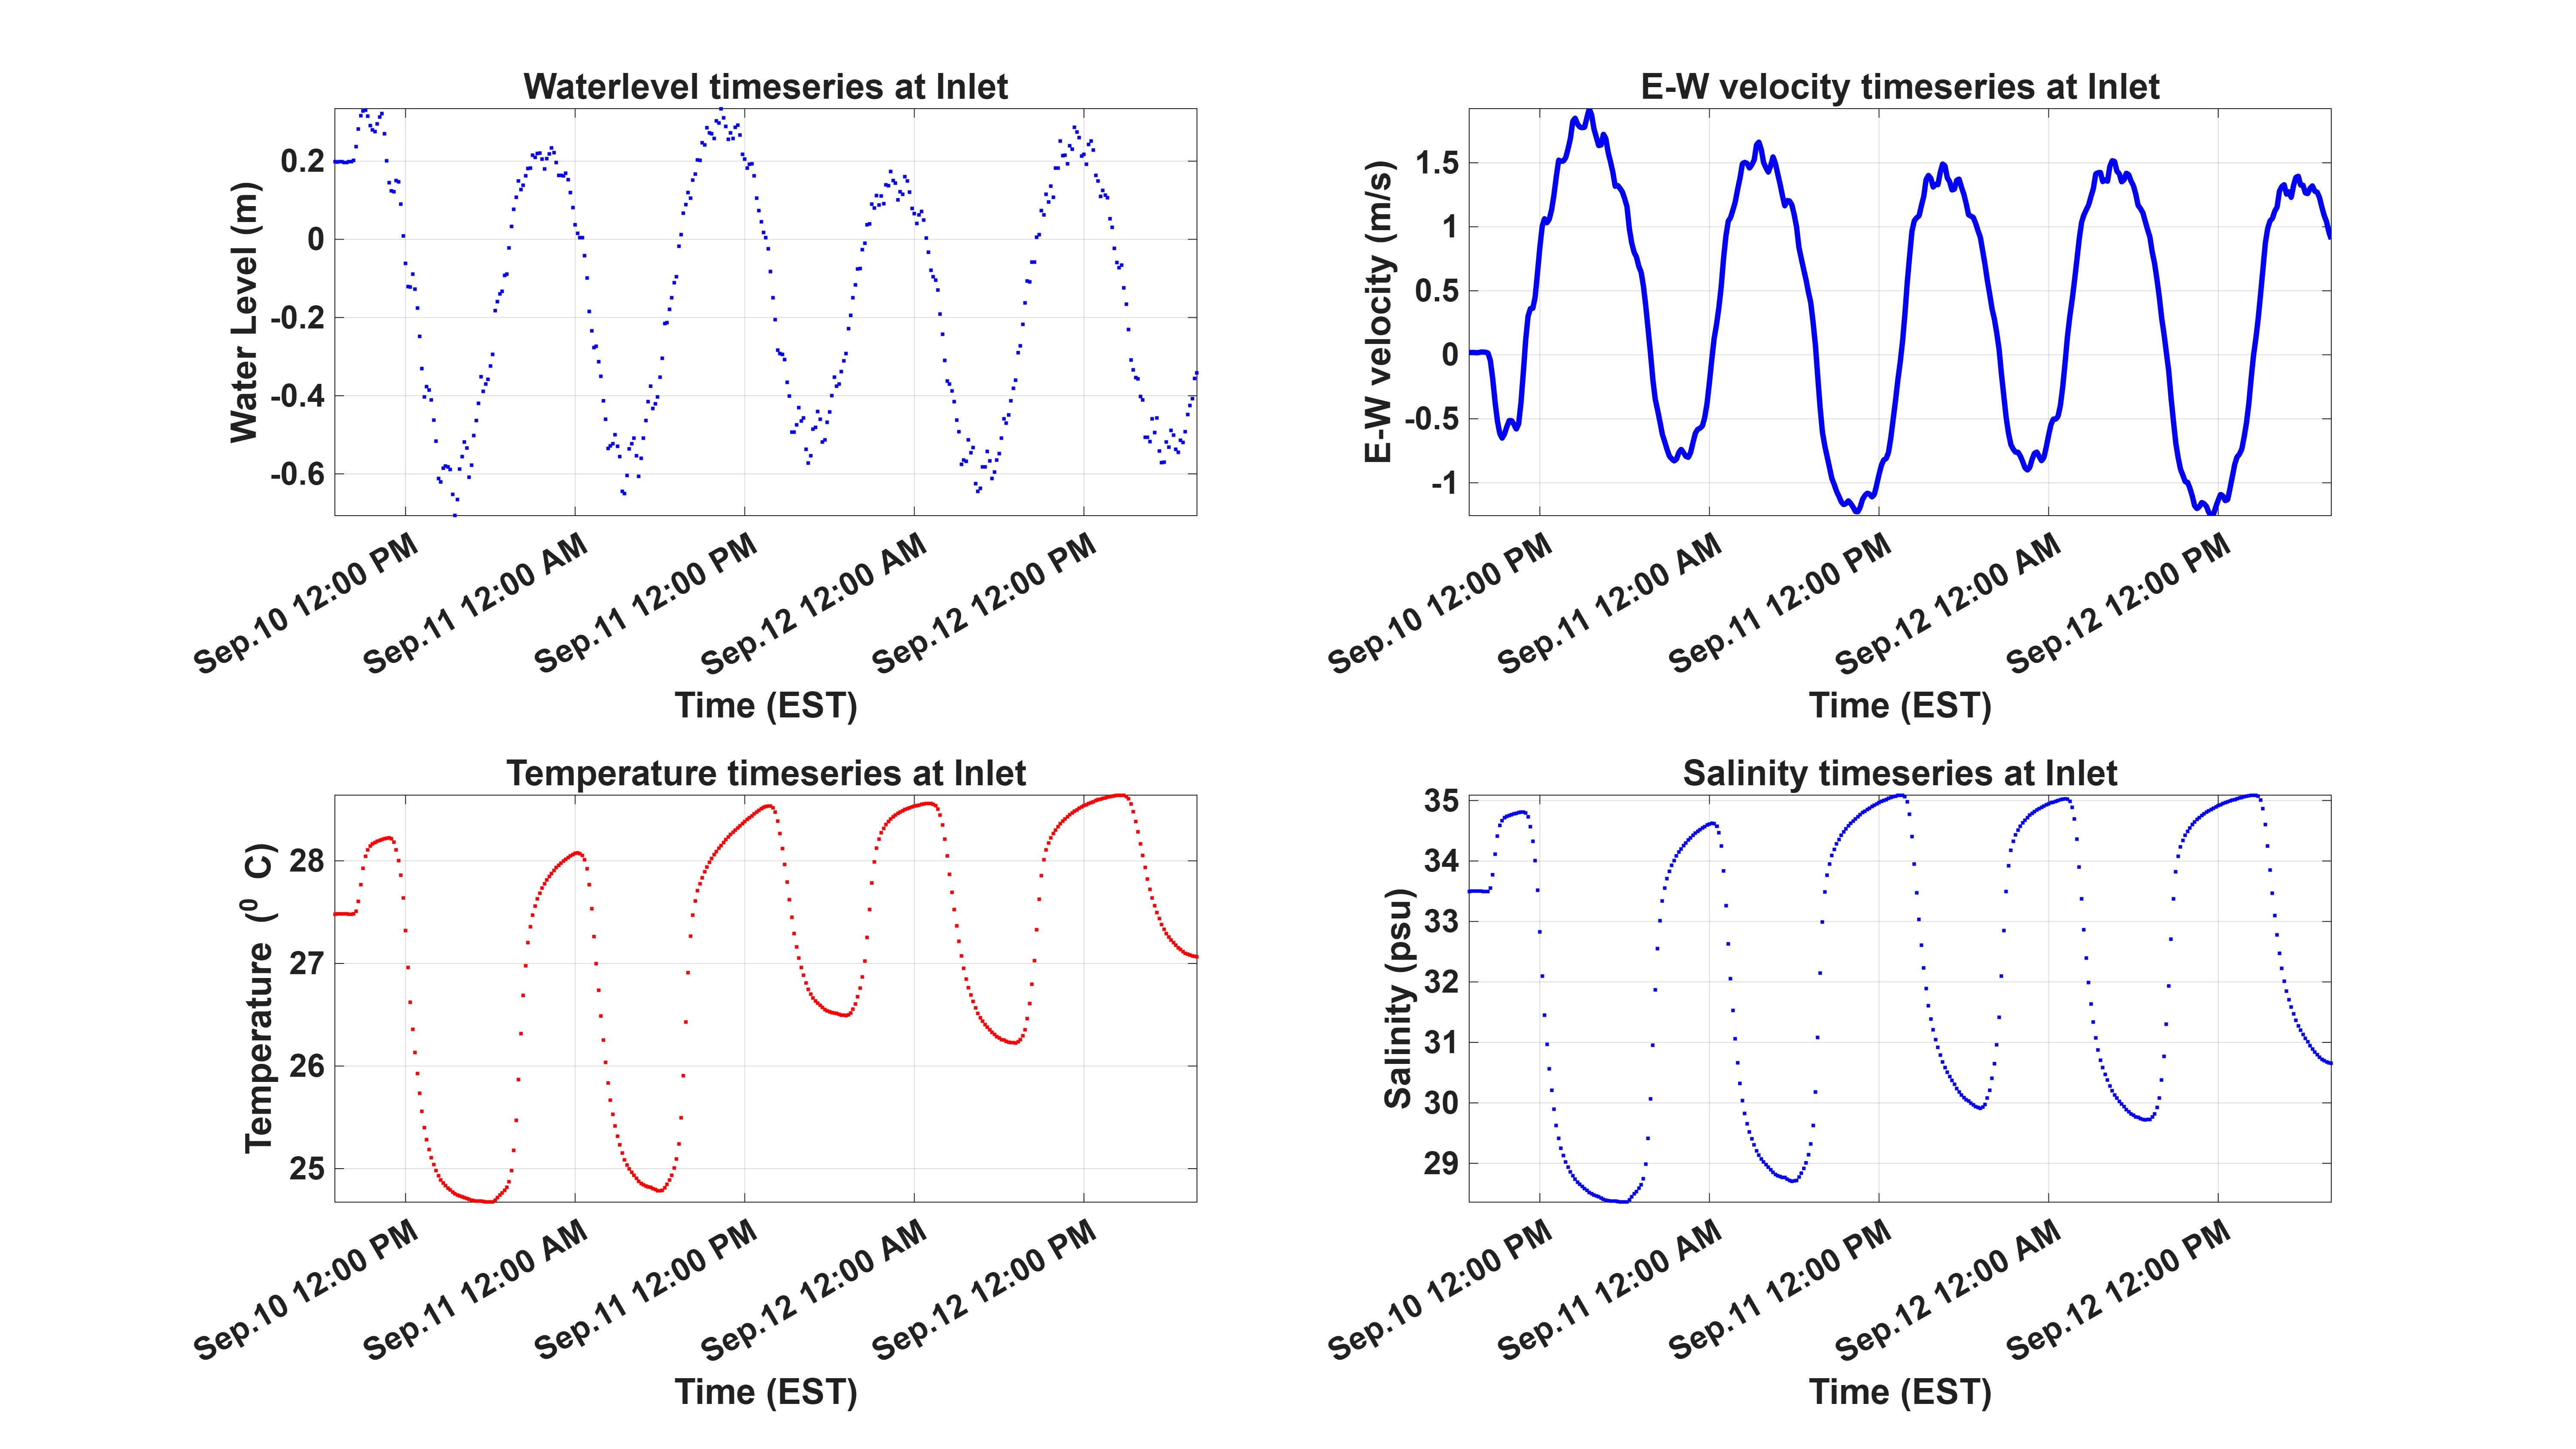 Waterlevel timeseries at Inlet
Water Level (m)
0.2
0
-0.2
-0.4
-0.6
Sep.10 12:00 PM
Sep.11 12:00 AM
Sep.11 12:00 PM
Sep.12 12:00 AM
Sep.12 12:00 PM
Time (EST)
E-W velocity timeseries at Inlet
E-W velocity (m/s)
1.5
1
0.5
0
-0.5
-1
Sep.10 12:00 PM
Sep.11 12:00 AM
Sep.11 12:00 PM
Sep.12 12:00 AM
Sep.12 12:00 PM
Time (EST)
Temperature timeseries at Inlet
Temperature (⁰ C)
28
27
26
25
Sep.10 12:00 PM
Sep.11 12:00 AM
Sep.11 12:00 PM
Sep.12 12:00 AM
Sep.12 12:00 PM
Time (EST)
Salinity timeseries at Inlet
Salinity (psu)
35
34
33
32
31
30
29
Sep.10 12:00 PM
Sep.11 12:00 AM
Sep.11 12:00 PM
Sep.12 12:00 AM
Sep.12 12:00 PM
Time (EST)